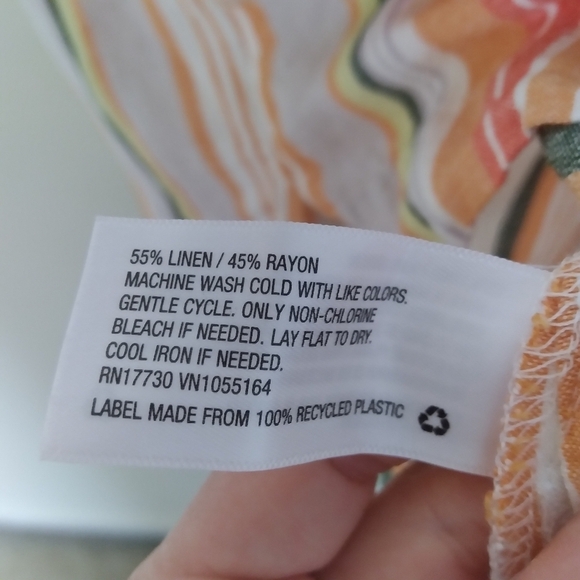 55% LINEN / 45% RAYON
MACHINE WASH COLD WITH LIKE COLORS.
GENTLE CYCLE. ONLY NON-CHLORINE
BLEACH IF NEEDED. LAY FLAT TO DRY.
COOL IRON IF NEEDED.
RN17730 VN1055164
LABEL MADE FROM 100% RECYCLED PLASTIC